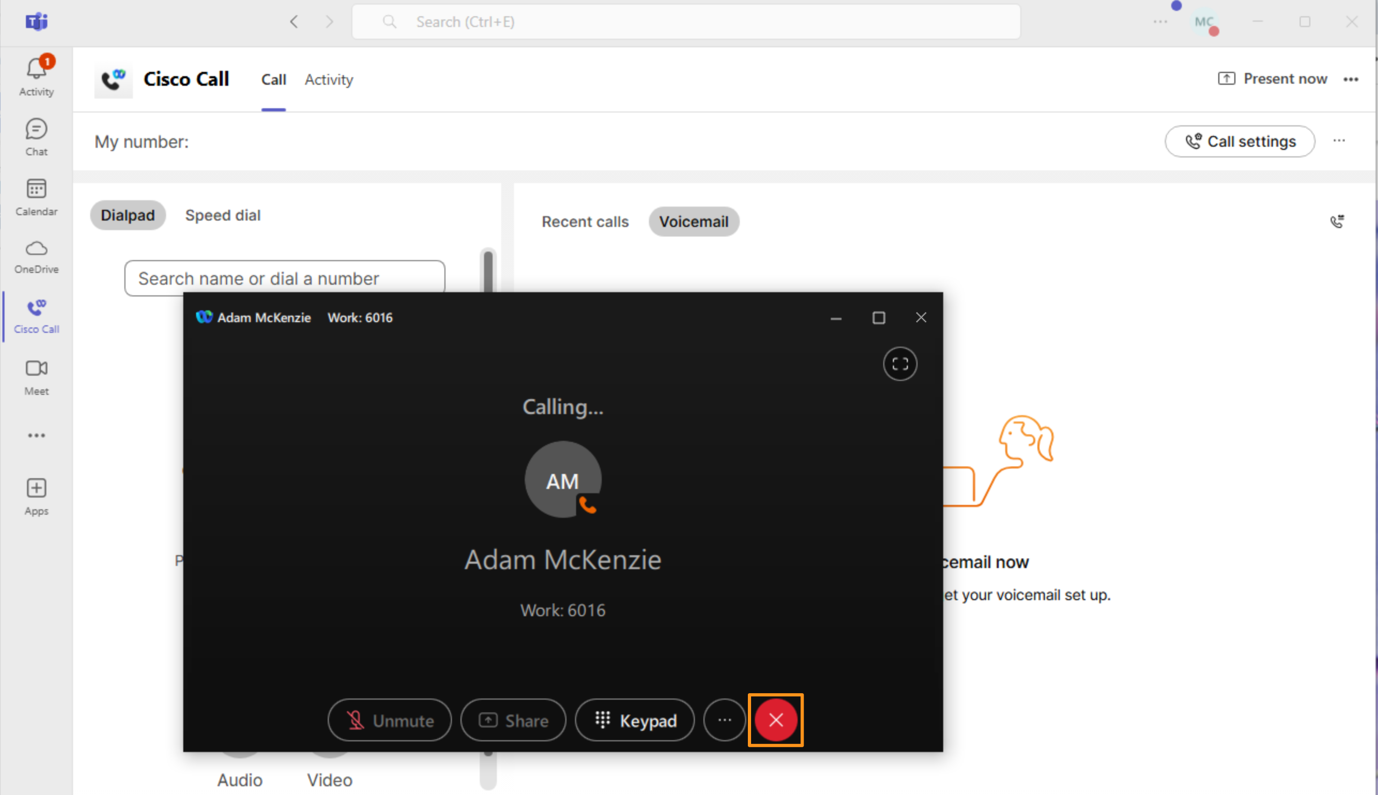 Search (Ctrl+E)
MC
1
Activity
Chat
Calendar
OneDrive
Cisco Call
Meet
Apps
Cisco Call
Call
Activity
Present now
My number:
Call settings
Dialpad
Speed dial
Search name or dial a number
Recent calls
Voicemail
Adam McKenzie Work: 6016
Calling...
AM
Adam McKenzie
Work: 6016
Unmute
Share
Keypad
P
cemail now
et your voicemail set up.
Audio
Video